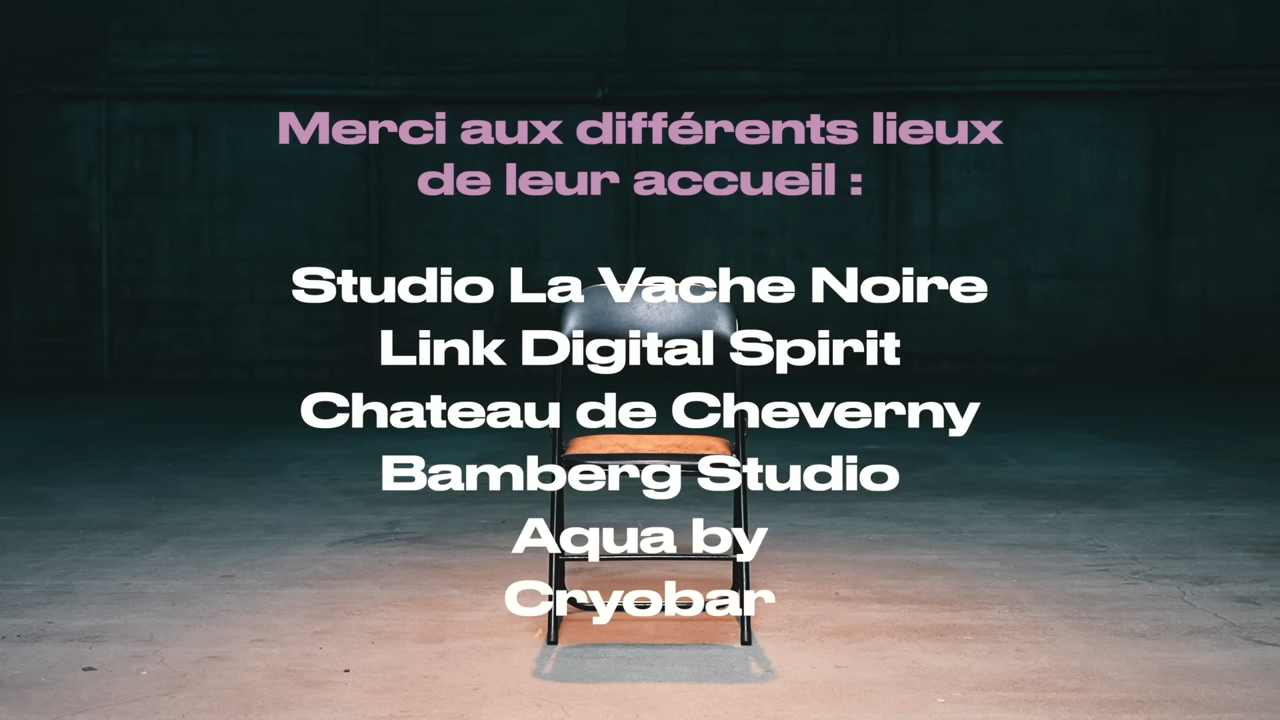 Merci aux différents lieux
de leur accueil :
Studio La Vache Noire
Link Digital Spirit
Chateau de Cheverny
Bamberg Studio
Aqua by
Cryobar